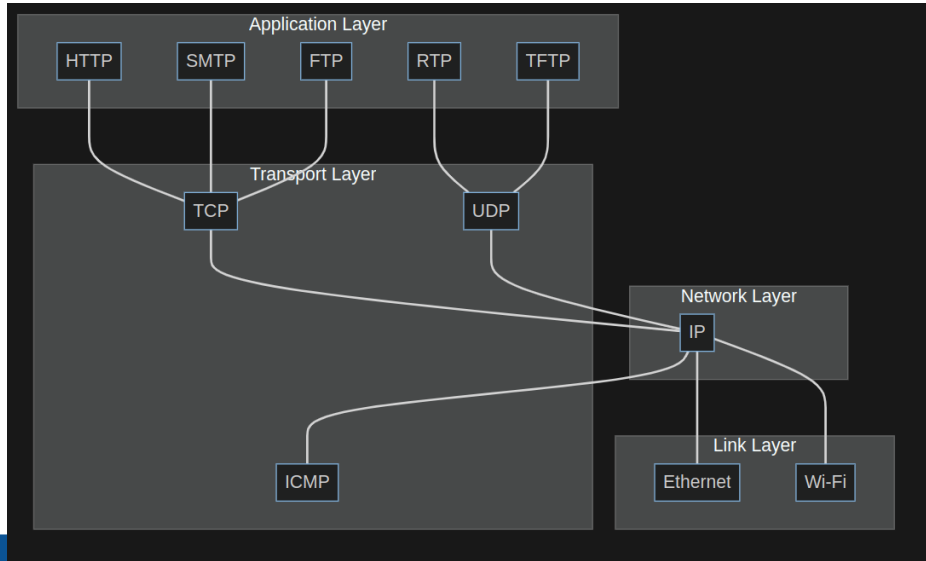 Application Layer
HTTP SMTP FTP RTP TFTP
Transport Layer
TCP UDP
Network Layer
IP
Link Layer
ICMP Ethernet Wi-Fi